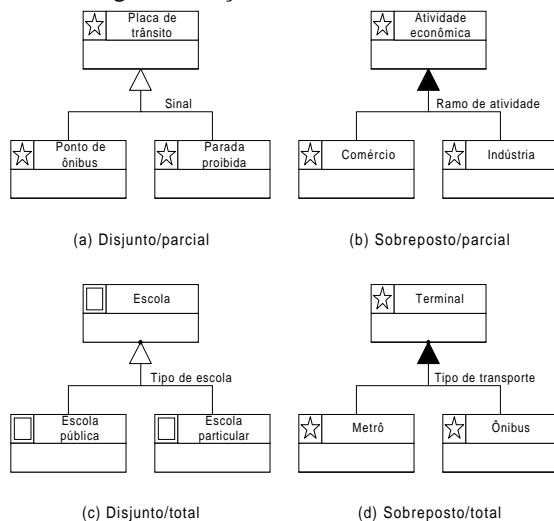 Placa de
trânsito
Sinal
Ponto de
ônibus
Parada
proibida
(a) Disjunto/parcial
Atividade
econômica
Ramo de atividade
Comércio
Indústria
(b) Sobreposto/parcial
Escola
Tipo de escola
Escola
pública
Escola
particular
(c) Disjunto/total
Terminal
Tipo de transporte
Metrô
Ônibus
(d) Sobreposto/total